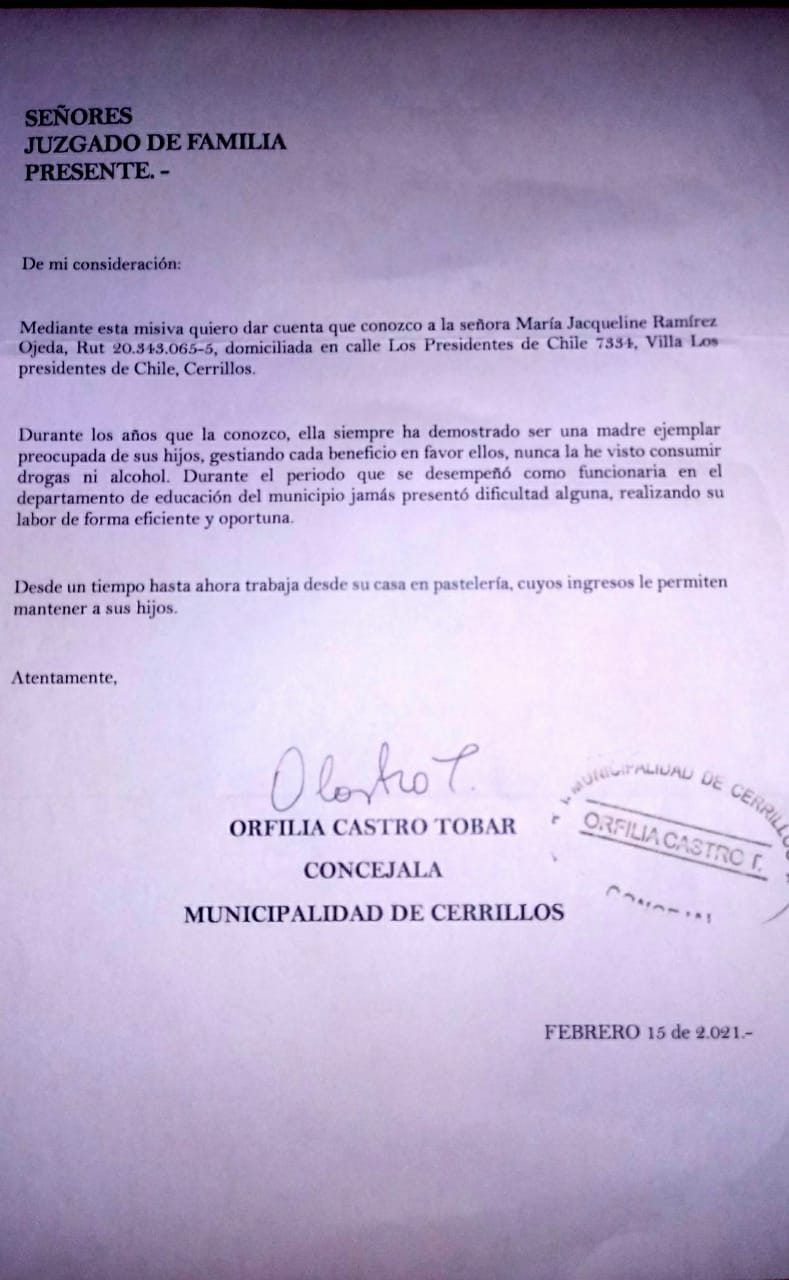 SEÑORES
JUZGADO DE FAMILIA
PRESENTE. -
De mi consideración:
Mediante esta misiva quiero dar cuenta que conozco a la señora María Jacqueline Ramírez
Ojeda, Rut 20.343.065-5, domiciliada en calle Los Presidentes de Chile 7334, Villa Los
presidentes de Chile, Cerrillos.
Durante los años que la conozco, ella siempre ha demostrado ser una madre ejemplar
preocupada de sus hijos, gestiando cada beneficio en favor ellos, nunca la he visto consumir
drogas ni alcohol. Durante el periodo que se desempeñó como funcionaria en el
departamento de educación del municipio jamás presentó dificultad alguna, realizando su
labor de forma eficiente y oportuna.
Desde un tiempo hasta ahora trabaja desde su casa en pastelería, cuyos ingresos le permiten
mantener a sus hijos.
Atentamente,
O Castro T.
ORFILIA CASTRO TOBAR
CONCEJALA
MUNICIPALIDAD DE CERRILLOS
MUNICIPALIDAD DE CERRILLOS
ORFILIA CASTRO T.
FEBRERO 15 de 2.021.-